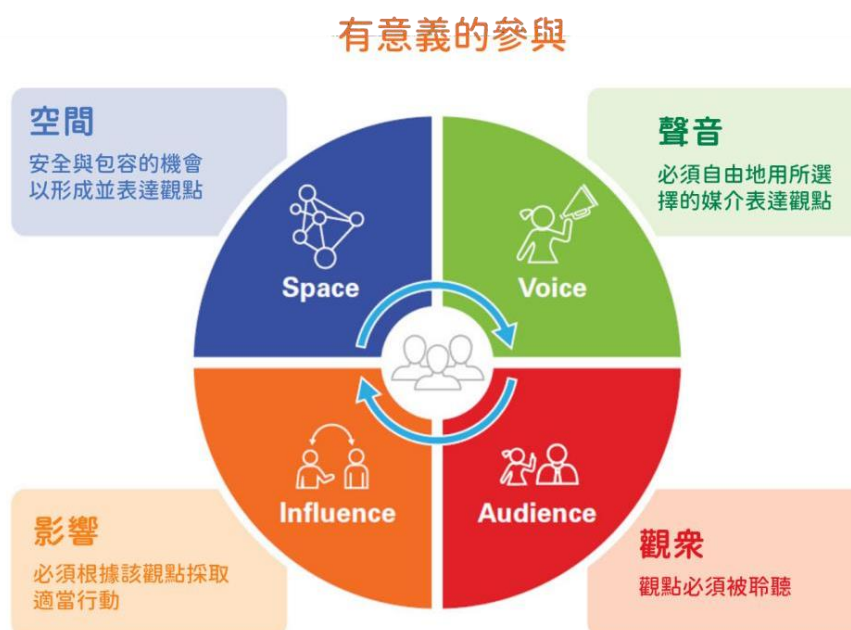 有意義的參與
空間
安全與包容的機會
以形成並表達觀點
聲音
必須自由地用所選
擇的媒介表達觀點
Space
Voice
Influence
Audience
影響
必須根據該觀點採取
適當行動
觀眾
觀點必須被聆聽